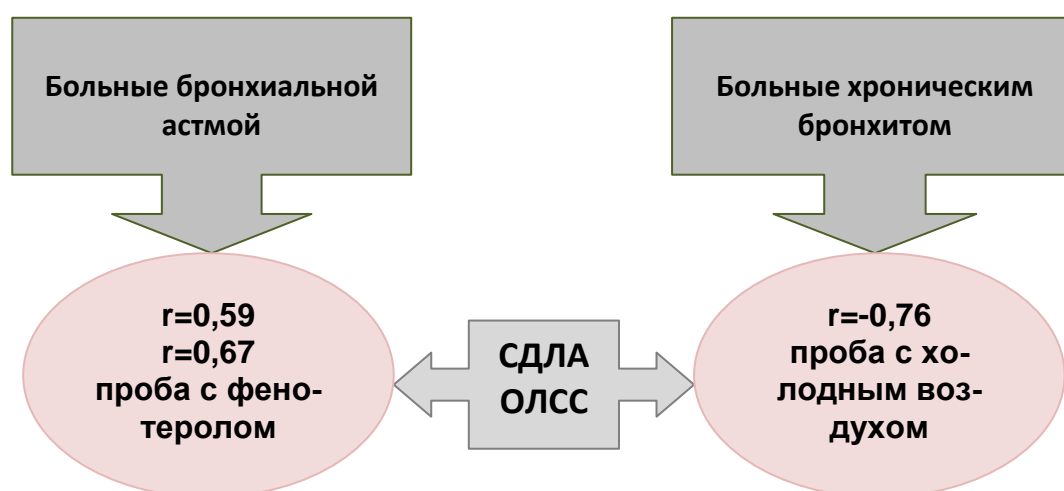 Больные бронхиальной
астмой
Больные хроническим
бронхитом
r=0,59
r=0,67
проба с фено-
теролом
СДЛА
ОЛСС
r=-0,76
проба с хо-
лодным воз-
духом